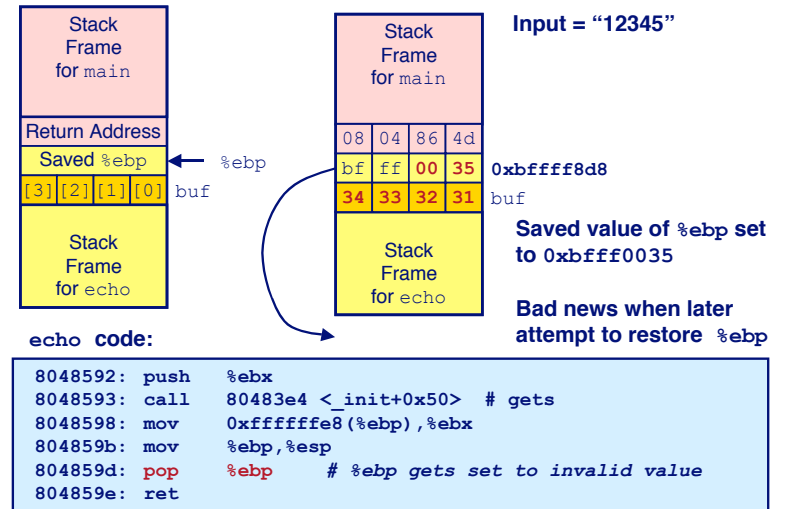 Stack
Frame
for main
Return Address
Saved %ebp
%ebp
[3] [2] [1] [0] buf
Stack
Frame
for echo
Stack
Frame
for main
08 04 86 4d
bf ff 00 35 0xbffff8d8
34 33 32 31 buf
Stack
Frame
for echo
Input = “12345”
Saved value of %ebp set
to 0xbfff0035
Bad news when later
attempt to restore %ebp
echo code:
8048592: push %ebx
8048593: call 80483e4 <_init+0x50> # gets
8048598: mov 0xffffffe8(%ebp),%ebx
804859b: mov %ebp,%esp
804859d: pop %ebp # %ebp gets set to invalid value
804859e: ret